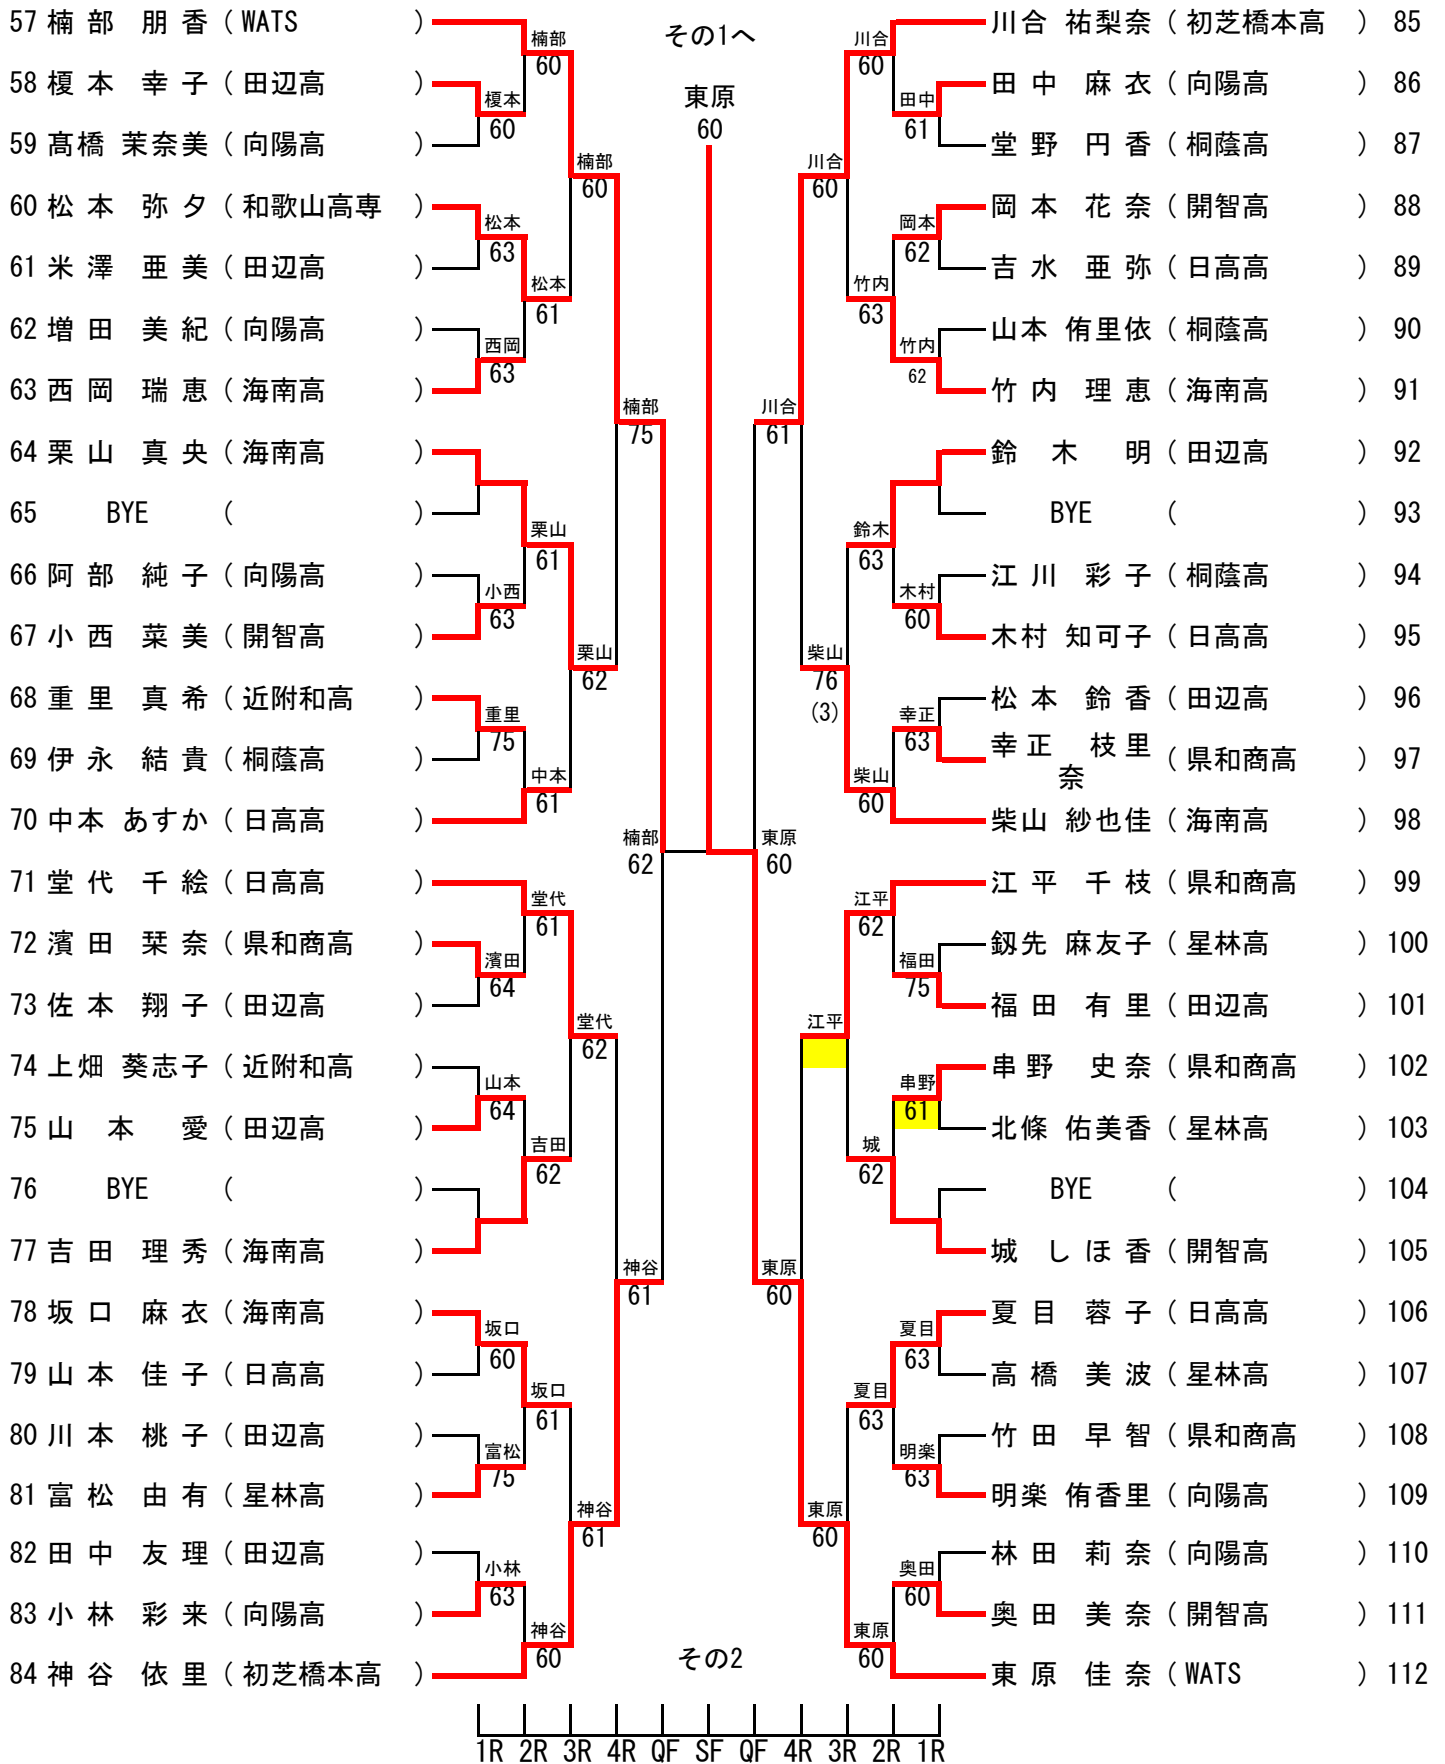 その1へ
東原
60
57 楠部 朋香 (WATS)
58 榎本 幸子 (田辺高)
59 髙橋 茉奈美 (向陽高)
60 松本 弥夕 (和歌山高専)
61 米澤 亜美 (田辺高)
62 増田 美紀 (向陽高)
63 西岡 瑞恵 (海南高)
64 栗山 真央 (海南高)
65 BYE ( )
66 阿部 純子 (向陽高)
67 小西 菜美 (開智高)
68 重里 真希 (近附和高)
69 伊永 結貴 (桐蔭高)
70 中本 あすか (日高高)
71 堂代 千絵 (日高高)
72 濱田 栞奈 (県和商高)
73 佐本 翔子 (田辺高)
74 上畑 葵志子 (近附和高)
75 山本 愛 (田辺高)
76 BYE ( )
77 吉田 理秀 (海南高)
78 坂口 麻衣 (海南高)
79 山本 佳子 (日高高)
80 川本 桃子 (田辺高)
81 富松 由有 (星林高)
82 田中 友理 (田辺高)
83 小林 彩来 (向陽高)
84 神谷 依里 (初芝橋本高)
榎本
60
松本
63
西岡
63
小西
63
重里
75
濱田
64
山本
64
坂口
60
富松
75
小林
63
楠部
60
松本
61
栗山
61
中本
61
堂代
61
吉田
62
坂口
61
神谷
60
楠部
60
栗山
62
堂代
62
神谷
61
楠部
75
神谷
61
楠部
62
東原
60
川合
61
東原
60
川合
60
柴山
76
(3)
江平
東原
60
川合
60
竹内
63
鈴木
63
柴山
60
江平
62
城
62
夏目
63
東原
60
田中
61
岡本
62
竹内
62
木村
60
幸正
63
福田
75
串野
61
夏目
63
明楽
63
奥田
60
川合 祐梨奈 (初芝橋本高) 85
田中 麻衣 (向陽高) 86
堂野 円香 (桐蔭高) 87
岡本 花奈 (開智高) 88
吉水 亜弥 (日高高) 89
山本 侑里依 (桐蔭高) 90
竹内 理恵 (海南高) 91
鈴木 明 (田辺高) 92
BYE ( ) 93
江川 彩子 (桐蔭高) 94
木村 知可子 (日高高) 95
松本 鈴香 (田辺高) 96
幸正 枝里
奈 (県和商高) 97
柴山 紗也佳 (海南高) 98
江平 千枝 (県和商高) 99
釼先 麻友子 (星林高) 100
福田 有里 (田辺高) 101
串野 史奈 (県和商高) 102
北條 佑美香 (星林高) 103
BYE ( ) 104
城 しほ香 (開智高) 105
夏目 蓉子 (日高高) 106
高橋 美波 (星林高) 107
竹田 早智 (県和商高) 108
明楽 侑香里 (向陽高) 109
林田 莉奈 (向陽高) 110
奥田 美奈 (開智高) 111
東原 佳奈 (WATS) 112
その2
1R 2R 3R 4R QF SF QF 4R 3R 2R 1R